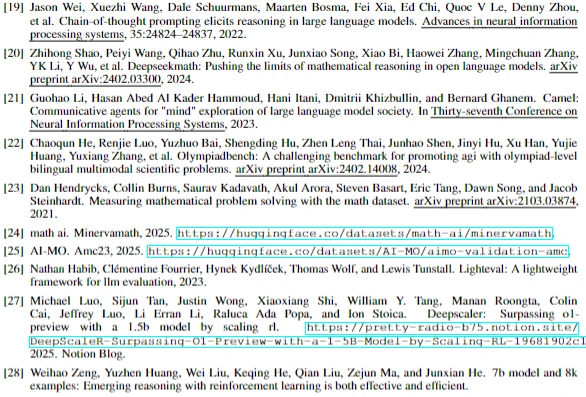 [19] Jason Wei, Xuezhi Wang, Dale Schuurmans, Maarten Bosma, Fei Xia, Ed Chi, Quoc V Le, Denny Zhou,
et al. Chain-of-thought prompting elicits reasoning in large language models. Advances in neural information
processing systems, 35:24824–24837, 2022.
[20] Zhihong Shao, Peiyi Wang, Qihao Zhu, Runxin Xu, Junxiao Song, Xiao Bi, Haowei Zhang, Mingchuan Zhang,
YK Li, Y Wu, et al. Deepseekmath: Pushing the limits of mathematical reasoning in open language models. arXiv
preprint arXiv:2402.03300, 2024.
[21] Guohao Li, Hasan Abed Al Kader Hammoud, Hani Itani, Dmitrii Khizbullin, and Bernard Ghanem. Camel:
Communicative agents for "mind" exploration of large language model society. In Thirty-seventh Conference on
Neural Information Processing Systems, 2023.
[22] Chaoqun He, Renjie Luo, Yuzhuo Bai, Shengding Hu, Zhen Leng Thai, Junhao Shen, Jinyi Hu, Xu Han, Yujie
Huang, Yuxiang Zhang, et al. Olympiadbench: A challenging benchmark for promoting agi with olympiad-level
bilingual multimodal scientific problems. arXiv preprint arXiv:2402.14008, 2024.
[23] Dan Hendrycks, Collin Burns, Saurav Kadavath, Akul Arora, Steven Basart, Eric Tang, Dawn Song, and Jacob
Steinhardt. Measuring mathematical problem solving with the math dataset. arXiv preprint arXiv:2103.03874,
2021.
[24] math ai. Minervamath, 2025. https://huggingface.co/datasets/math-ai/minervamath.
[25] AI-MO. Amc23, 2025. https://huggingface.co/datasets/AI-MO/aimo-validation-amc.
[26] Nathan Habib, Clémentine Fourrier, Hynek Kydlíček, Thomas Wolf, and Lewis Tunstall. Lighteval: A lightweight
framework for llm evaluation, 2023.
[27] Michael Luo, Sijun Tan, Justin Wong, Xiaoxiang Shi, William Y. Tang, Manan Roongta, Colin
Cai, Jeffrey Luo, Li Erran Li, Raluca Ada Popa, and Ion Stoica. Deepscaler: Surpassing o1-
preview with a 1.5b model by scaling rl. https://pretty-radio-b75.notion.site/
DeepScaleR-Surpassing-O1-Preview-with-a-1-5B-Model-by-Scaling-RL-19681902c1
2025. Notion Blog.
[28] Weihao Zeng, Yuzhen Huang, Wei Liu, Keqing He, Qian Liu, Zejun Ma, and Junxian He. 7b model and 8k
examples: Emerging reasoning with reinforcement learning is both effective and efficient.